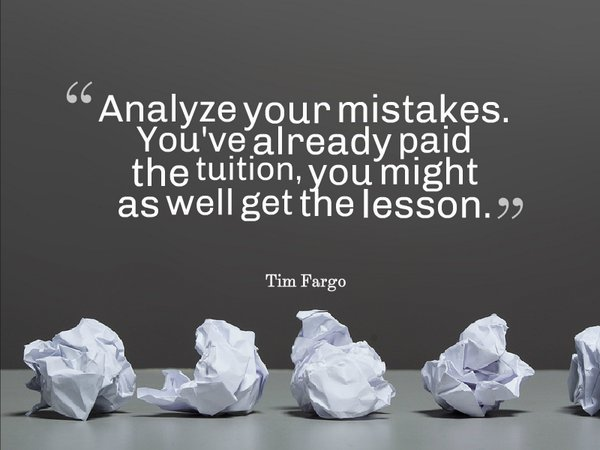 “Analyze your mistakes.
You've already paid
the tuition, you might
as well get the lesson.”
Tim Fargo